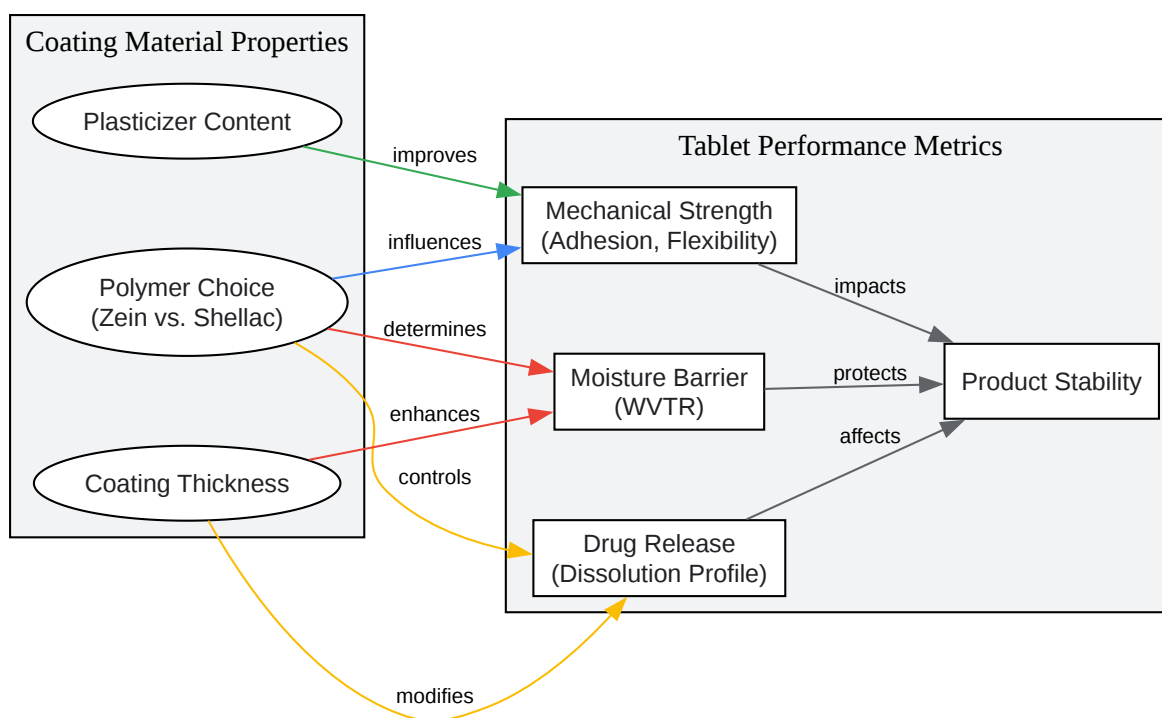 Coating Material Properties
Plasticizer Content
Polymer Choice
(Zein vs. Shellac)
Coating Thickness
improves
influences
determines
enhances
controls
modifies
Tablet Performance Metrics
Mechanical Strength
(Adhesion, Flexibility)
Moisture Barrier
(WVTR)
Drug Release
(Dissolution Profile)
impacts
protects
affects
Product Stability